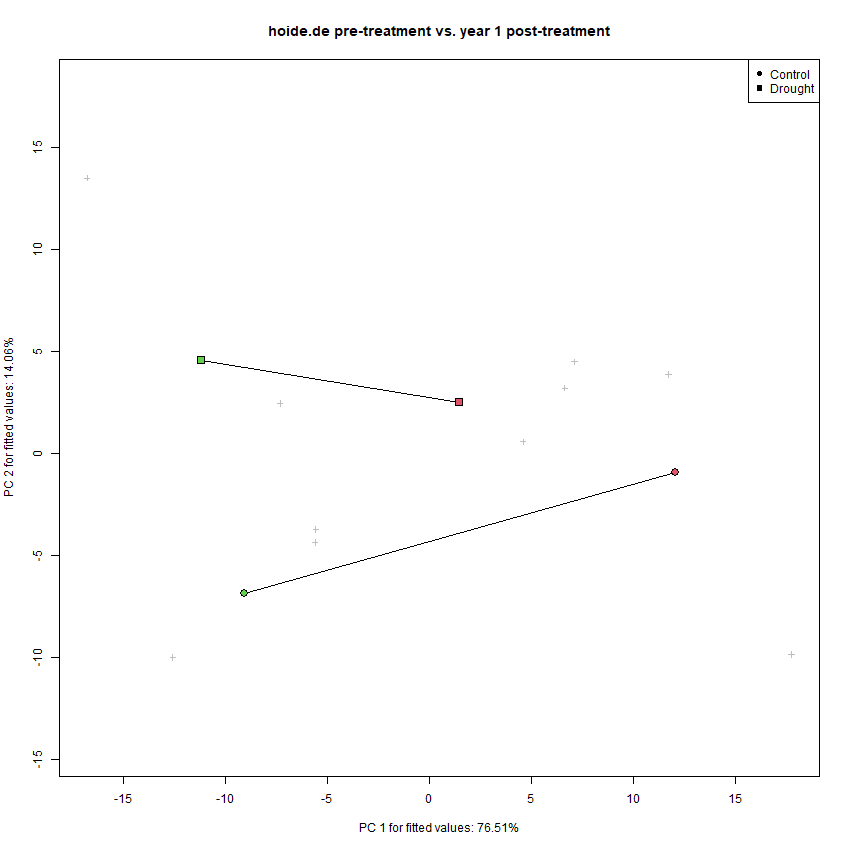 hoide.de pre-treatment vs. year 1 post-treatment
Control
Drought
15
10
5
0
-5
-10
-15
PC 2 for fitted values: 14.06%
-15
-10
-5
0
5
10
15
PC 1 for fitted values: 76.51%